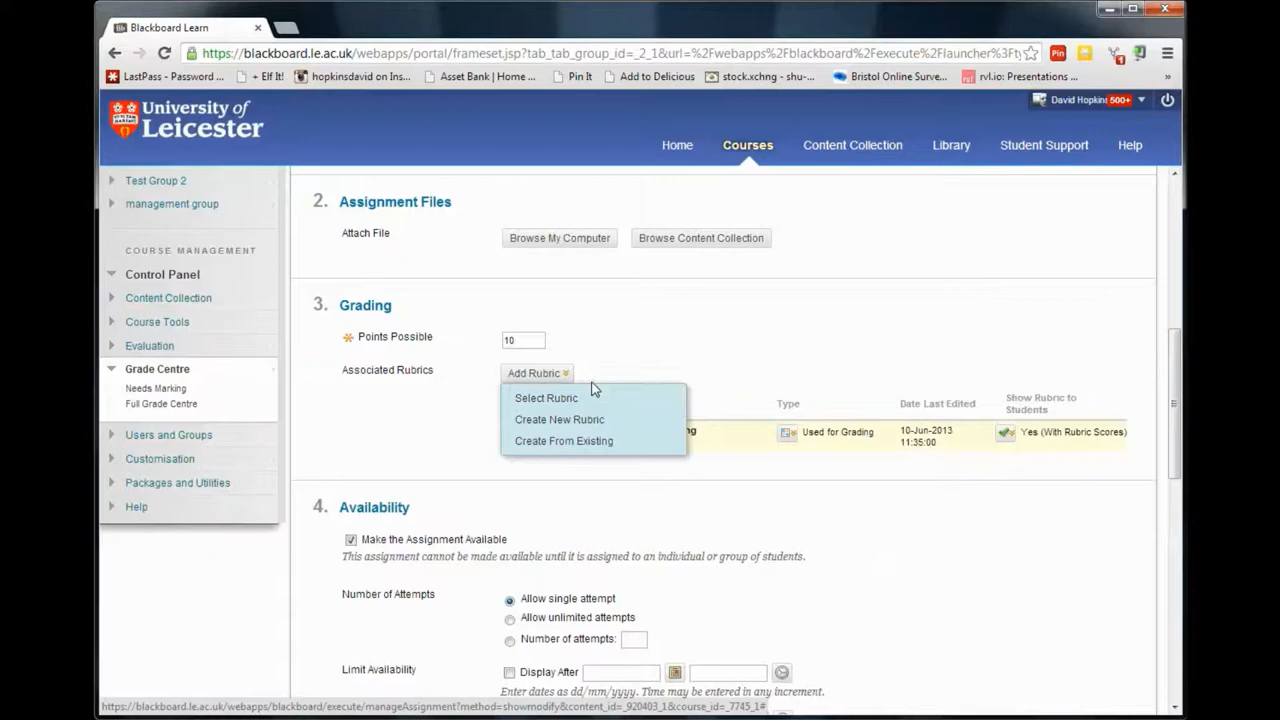 Blackboard Learn
https://blackboard.le.ac.uk/webapps/portal/frameset.jsp?tab_tab_group_id=_2_1&url=%2Fwebapps%2Fblackboard%2Fexecute%2Flauncher%3Fty
LastPass - Password ... + Elf It! hopkinsdavid on Ins... Asset Bank | Home ... Pin It Add to Delicious stock.xchng - shu-... Bristol Online Surve... rvl.io: Presentations ... »
University of
Leicester
David Hopkins 500+
Home Courses Content Collection Library Student Support Help
Test Group 2
management group
COURSE MANAGEMENT
Control Panel
Content Collection
Course Tools
Evaluation
Grade Centre
Needs Marking
Full Grade Centre
Users and Groups
Customisation
Packages and Utilities
Help
2. Assignment Files
Attach File Browse My Computer Browse Content Collection
3. Grading
Points Possible 10
Associated Rubrics Add Rubric
Select Rubric
Create New Rubric
Create From Existing
Type Date Last Edited Show Rubric to
Students
ng Used for Grading 10-Jun-2013 Yes (With Rubric Scores)
11:35:00
4. Availability
Make the Assignment Available
This assignment cannot be made available until it is assigned to an individual or group of students.
Number of Attempts Allow single attempt
Allow unlimited attempts
Number of attempts:
Limit Availability Display After
Enter dates as dd/mm/yyyy. Time may be entered in any increment.
https://blackboard.le.ac.uk/webapps/blackboard/execute/manageAssignment?method=showmodify&content_id=_920403_1&course_id=_7745_1#